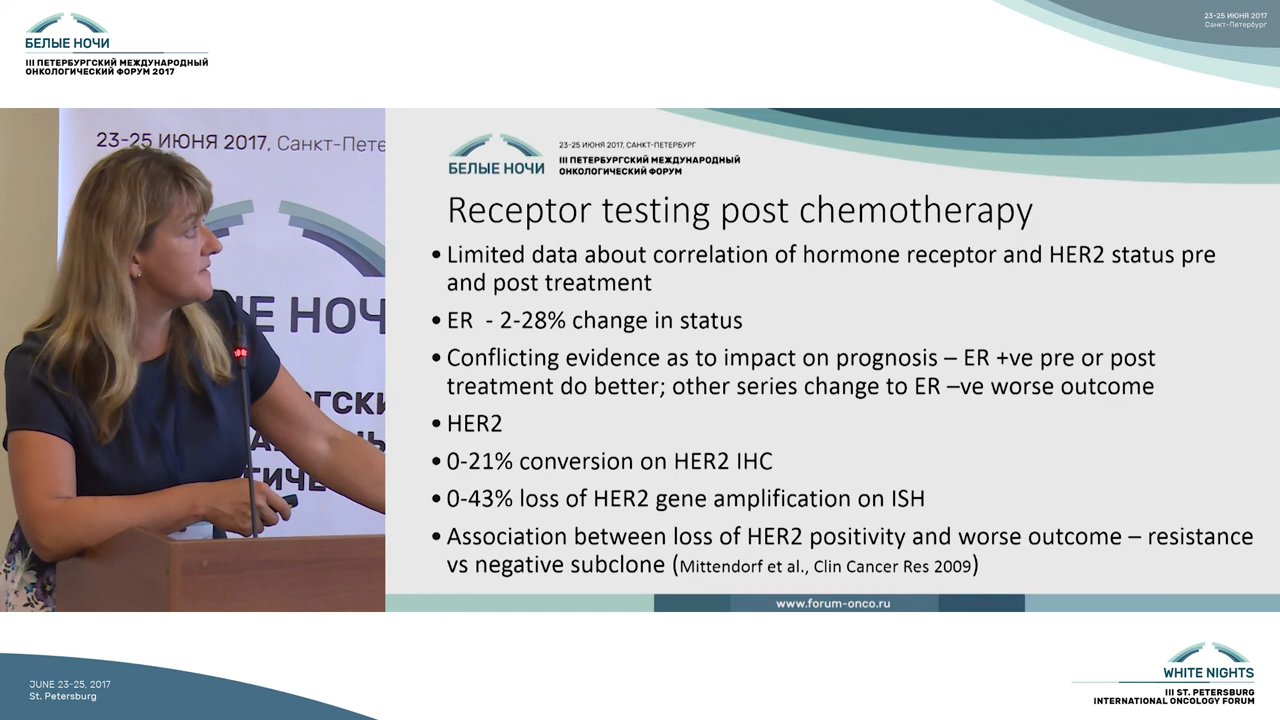 БЕЛЫЕ НОЧИ
III ПЕТЕРБУРГСКИЙ МЕЖДУНАРОДНЫЙ
ОНКОЛОГИЧЕСКИЙ ФОРУМ 2017
23-25 ИЮНЯ 2017
Санкт-Петербург
23-25 ИЮНЯ 2017, Санкт-Пете
Е НОЧ
ГСКИ
ГИЧЕ
БЕЛЫЕ НОЧИ
23-25 ИЮНЯ 2017, САНКТ-ПЕТЕРБУРГ
III ПЕТЕРБУРГСКИЙ МЕЖДУНАРОДНЫЙ
ОНКОЛОГИЧЕСКИЙ ФОРУМ
Receptor testing post chemotherapy
• Limited data about correlation of hormone receptor and HER2 status pre
and post treatment
• ER - 2-28% change in status
• Conflicting evidence as to impact on prognosis – ER +ve pre or post
treatment do better; other series change to ER –ve worse outcome
• HER2
• 0-21% conversion on HER2 IHC
• 0-43% loss of HER2 gene amplification on ISH
• Association between loss of HER2 positivity and worse outcome – resistance
vs negative subclone (Mittendorf et al., Clin Cancer Res 2009)
www.forum-onco.ru
JUNE 23-25, 2017
St. Petersburg
WHITE NIGHTS
III ST. PETERSBURG
INTERNATIONAL ONCOLOGY FORUM